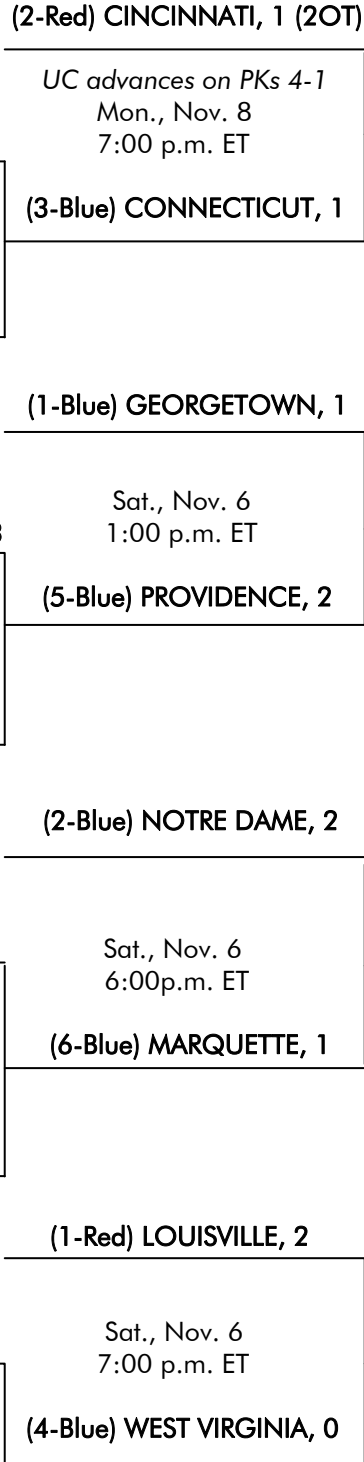 (2-Red) CINCINNATI, 1 (2OT)
UC advances on PKs 4-1
Mon., Nov. 8
7:00 p.m. ET
(3-Blue) CONNECTICUT, 1
(1-Blue) GEORGETOWN, 1
Sat., Nov. 6
1:00 p.m. ET
(5-Blue) PROVIDENCE, 2
(2-Blue) NOTRE DAME, 2
Sat., Nov. 6
6:00p.m. ET
(6-Blue) MARQUETTE, 1
(1-Red) LOUISVILLE, 2
Sat., Nov. 6
7:00 p.m. ET
(4-Blue) WEST VIRGINIA, 0